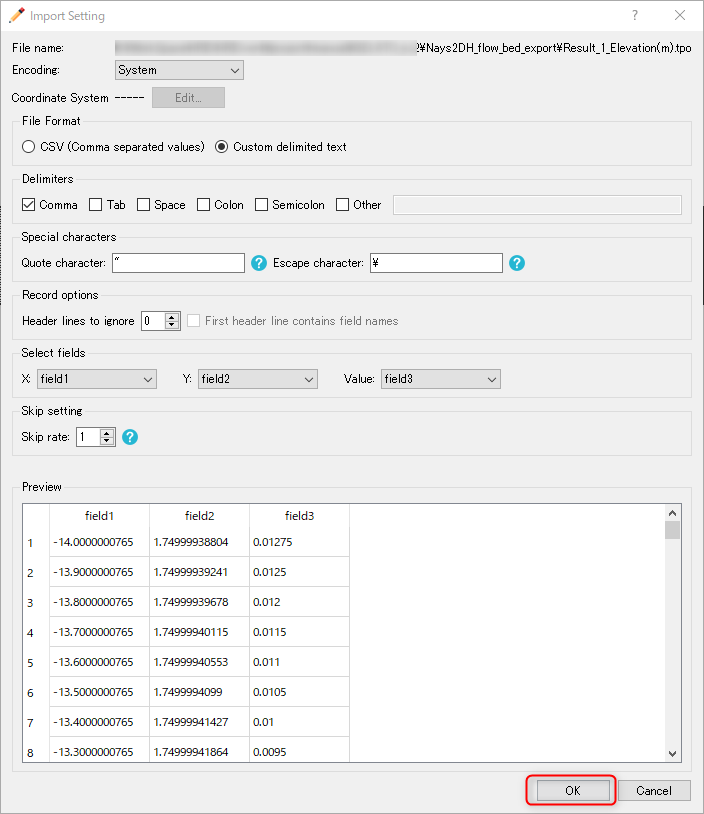 Import Setting
File name: 2¥Nays2DH_flow_bed_export¥Result_1_Elevation(m).tpo
Encoding: System
Coordinate System ----- Edit...
File Format
CSV (Comma separated values) Custom delimited text
Delimiters
Comma Tab Space Colon Semicolon Other
Special characters
Quote character: " Escape character: ¥
Record options
Header lines to ignore 0 First header line contains field names
Select fields
X: field1 Y: field2 Value: field3
Skip setting
Skip rate: 1
Preview
field1 field2 field3
1 -14.0000000765 1.74999938804 0.01275
2 -13.9000000765 1.74999939241 0.0125
3 -13.8000000765 1.74999939678 0.012
4 -13.7000000765 1.74999940115 0.0115
5 -13.6000000765 1.74999940553 0.011
6 -13.5000000765 1.7499994099 0.0105
7 -13.4000000765 1.74999941427 0.01
8 -13.3000000765 1.74999941864 0.0095
OK Cancel